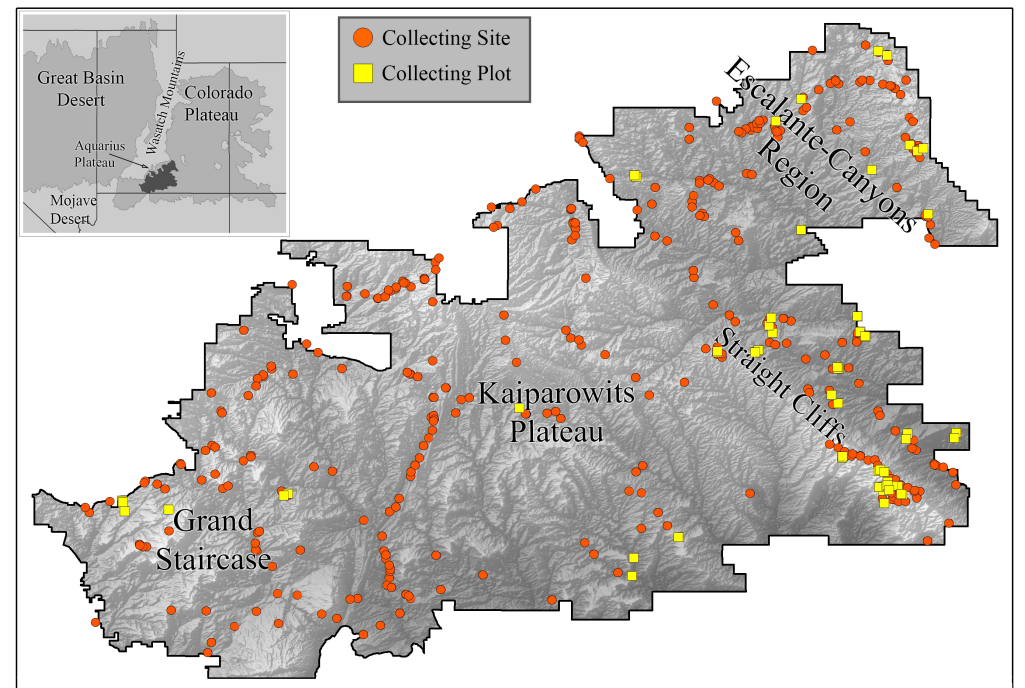 Great Basin
Desert
Wasatch Mountains
Colorado
Plateau
Aquarius
Plateau
Mojave
Desert
Collecting Site
Collecting Plot
Escalante-Canyons
Region
Straight Cliffs
Kaiparowits
Plateau
Grand
Staircase